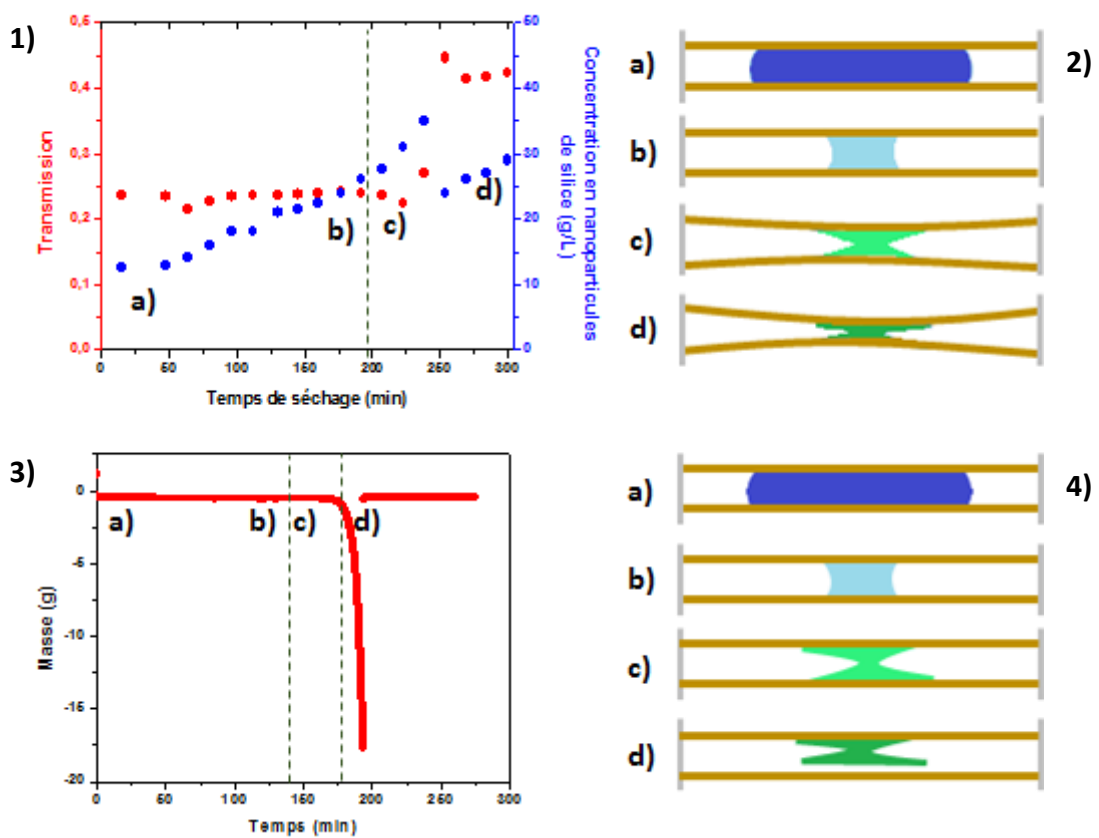 1)
0,5
0,4
0,3
0,2
0,1
0,0
Transmission
a)
b)
c)
d)
60
50
40
30
20
10
0
Concentration en nanoparticules
de silice (g/L)
0
50
100
150
200
250
300
Temps de séchage (min)
2)
a)
b)
c)
d)
3)
0
-5
-10
-15
-20
Masse (g)
a)
b)
c)
d)
0
50
100
150
200
250
300
Temps (min)
4)
a)
b)
c)
d)